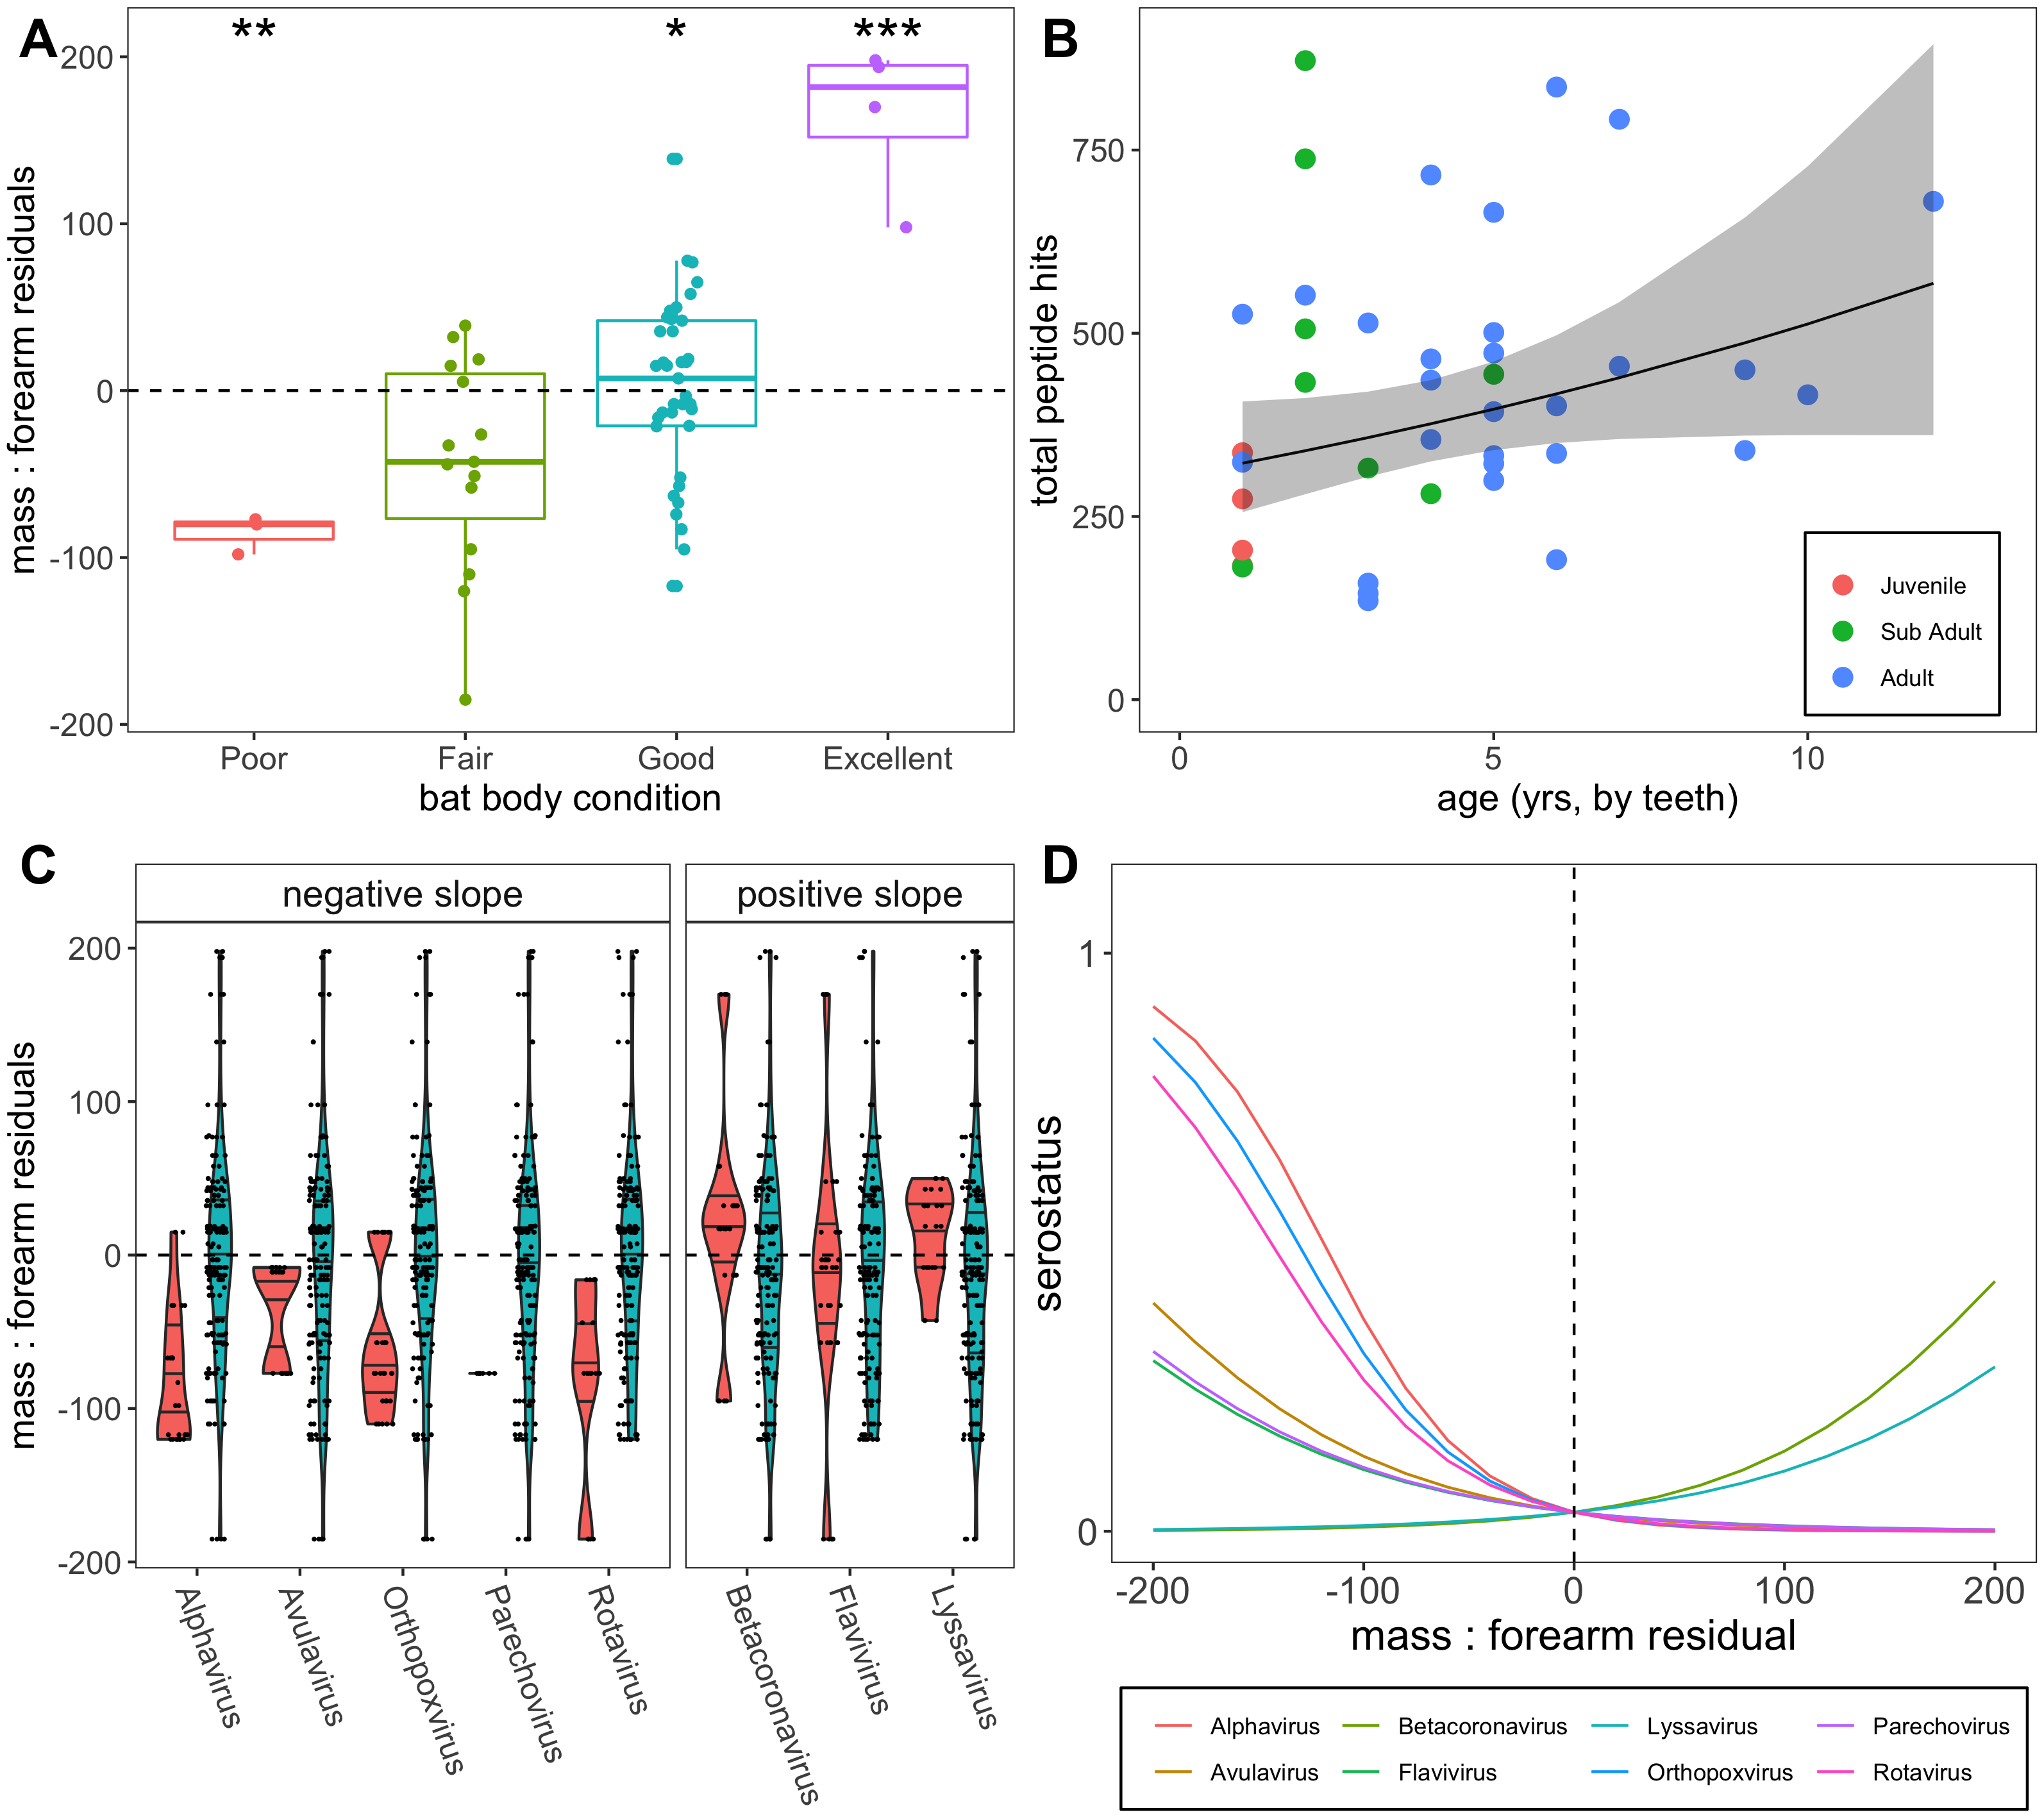 A
** * ***
mass : forearm residuals
200
100
0
-100
-200
Poor Fair Good Excellent
bat body condition
B
total peptide hits
750
500
250
0
0 5 10
age (yrs, by teeth)
Juvenile
Sub Adult
Adult
C
negative slope positive slope
mass : forearm residuals
200
100
0
-100
-200
Alphavirus Avulavirus Orthopoxvirus Parechovirus Rotavirus Betacoronavirus Flavivirus Lyssavirus
D
serostatus
1
0
-200 -100 0 100 200
mass : forearm residual
Alphavirus Betacoronavirus Lyssavirus Parechovirus
Avulavirus Flavivirus Orthopoxvirus Rotavirus